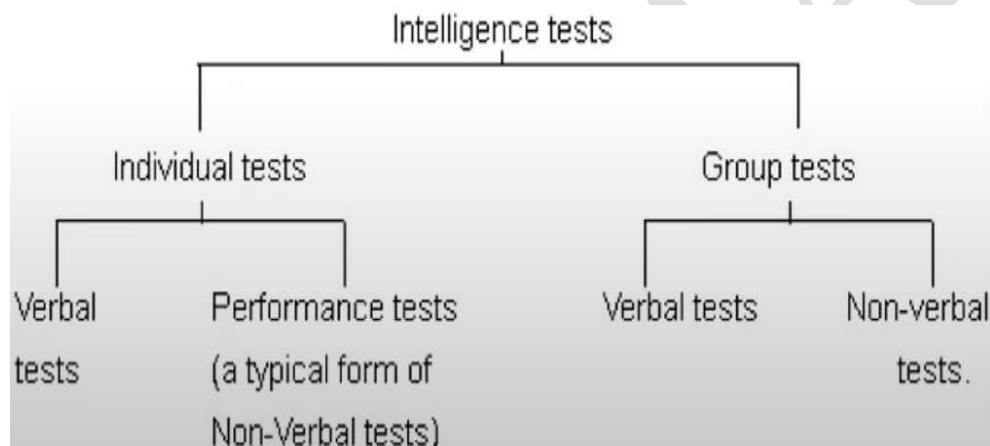 Intelligence tests
Individual tests
Group tests
Verbal
tests
Performance tests
(a typical form of
Non-Verbal tests)
Verbal tests
Non-verbal
tests.